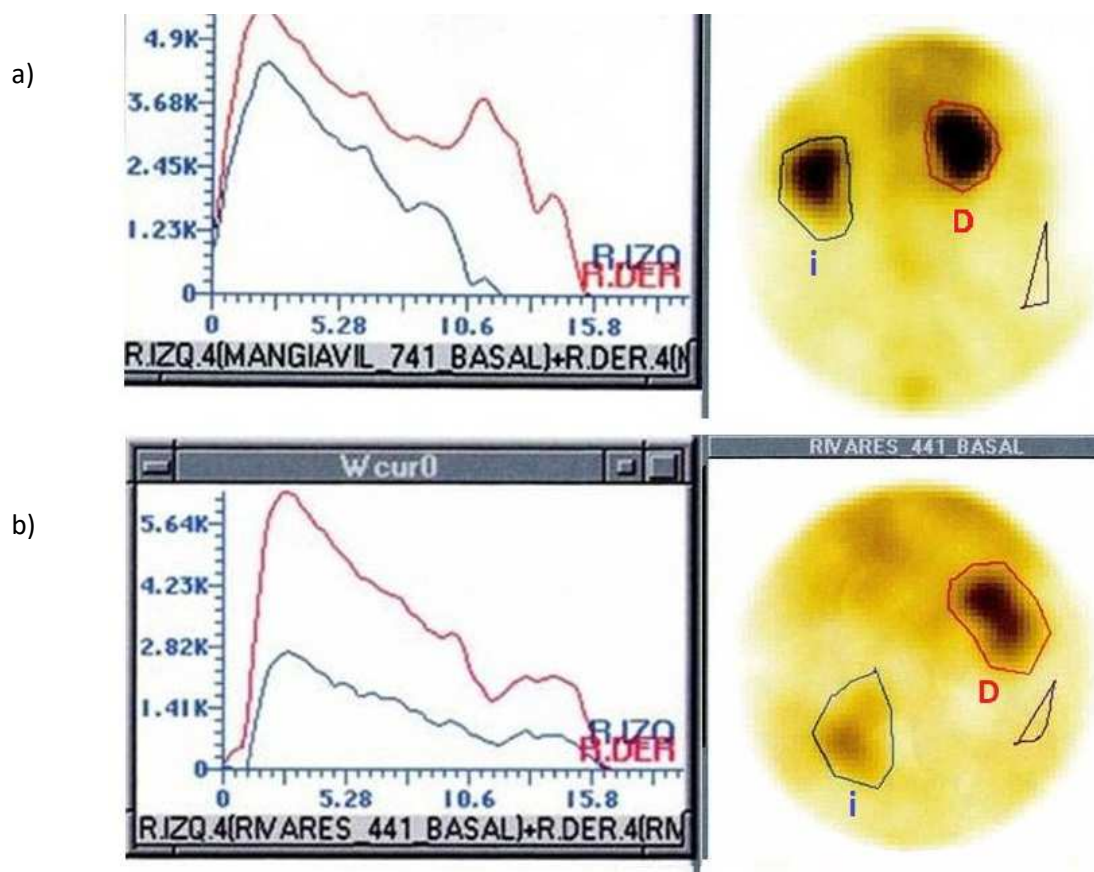 a)
4.9K
3.68K
2.45K
1.23K
0
R.IZQ
R.DER
0 5.28 10.6 15.8
R.IZQ.4(MANGIAVIL_741_BASAL)+R.DER.4(M
D
i
b)
Wcur0
RIVARES_441_BASAL
5.64K
4.23K
2.82K
1.41K
0
R.IZQ
R.DER
0 5.28 10.6 15.8
R.IZQ.4(RIVARES_441_BASAL)+R.DER.4(RIV
D
i